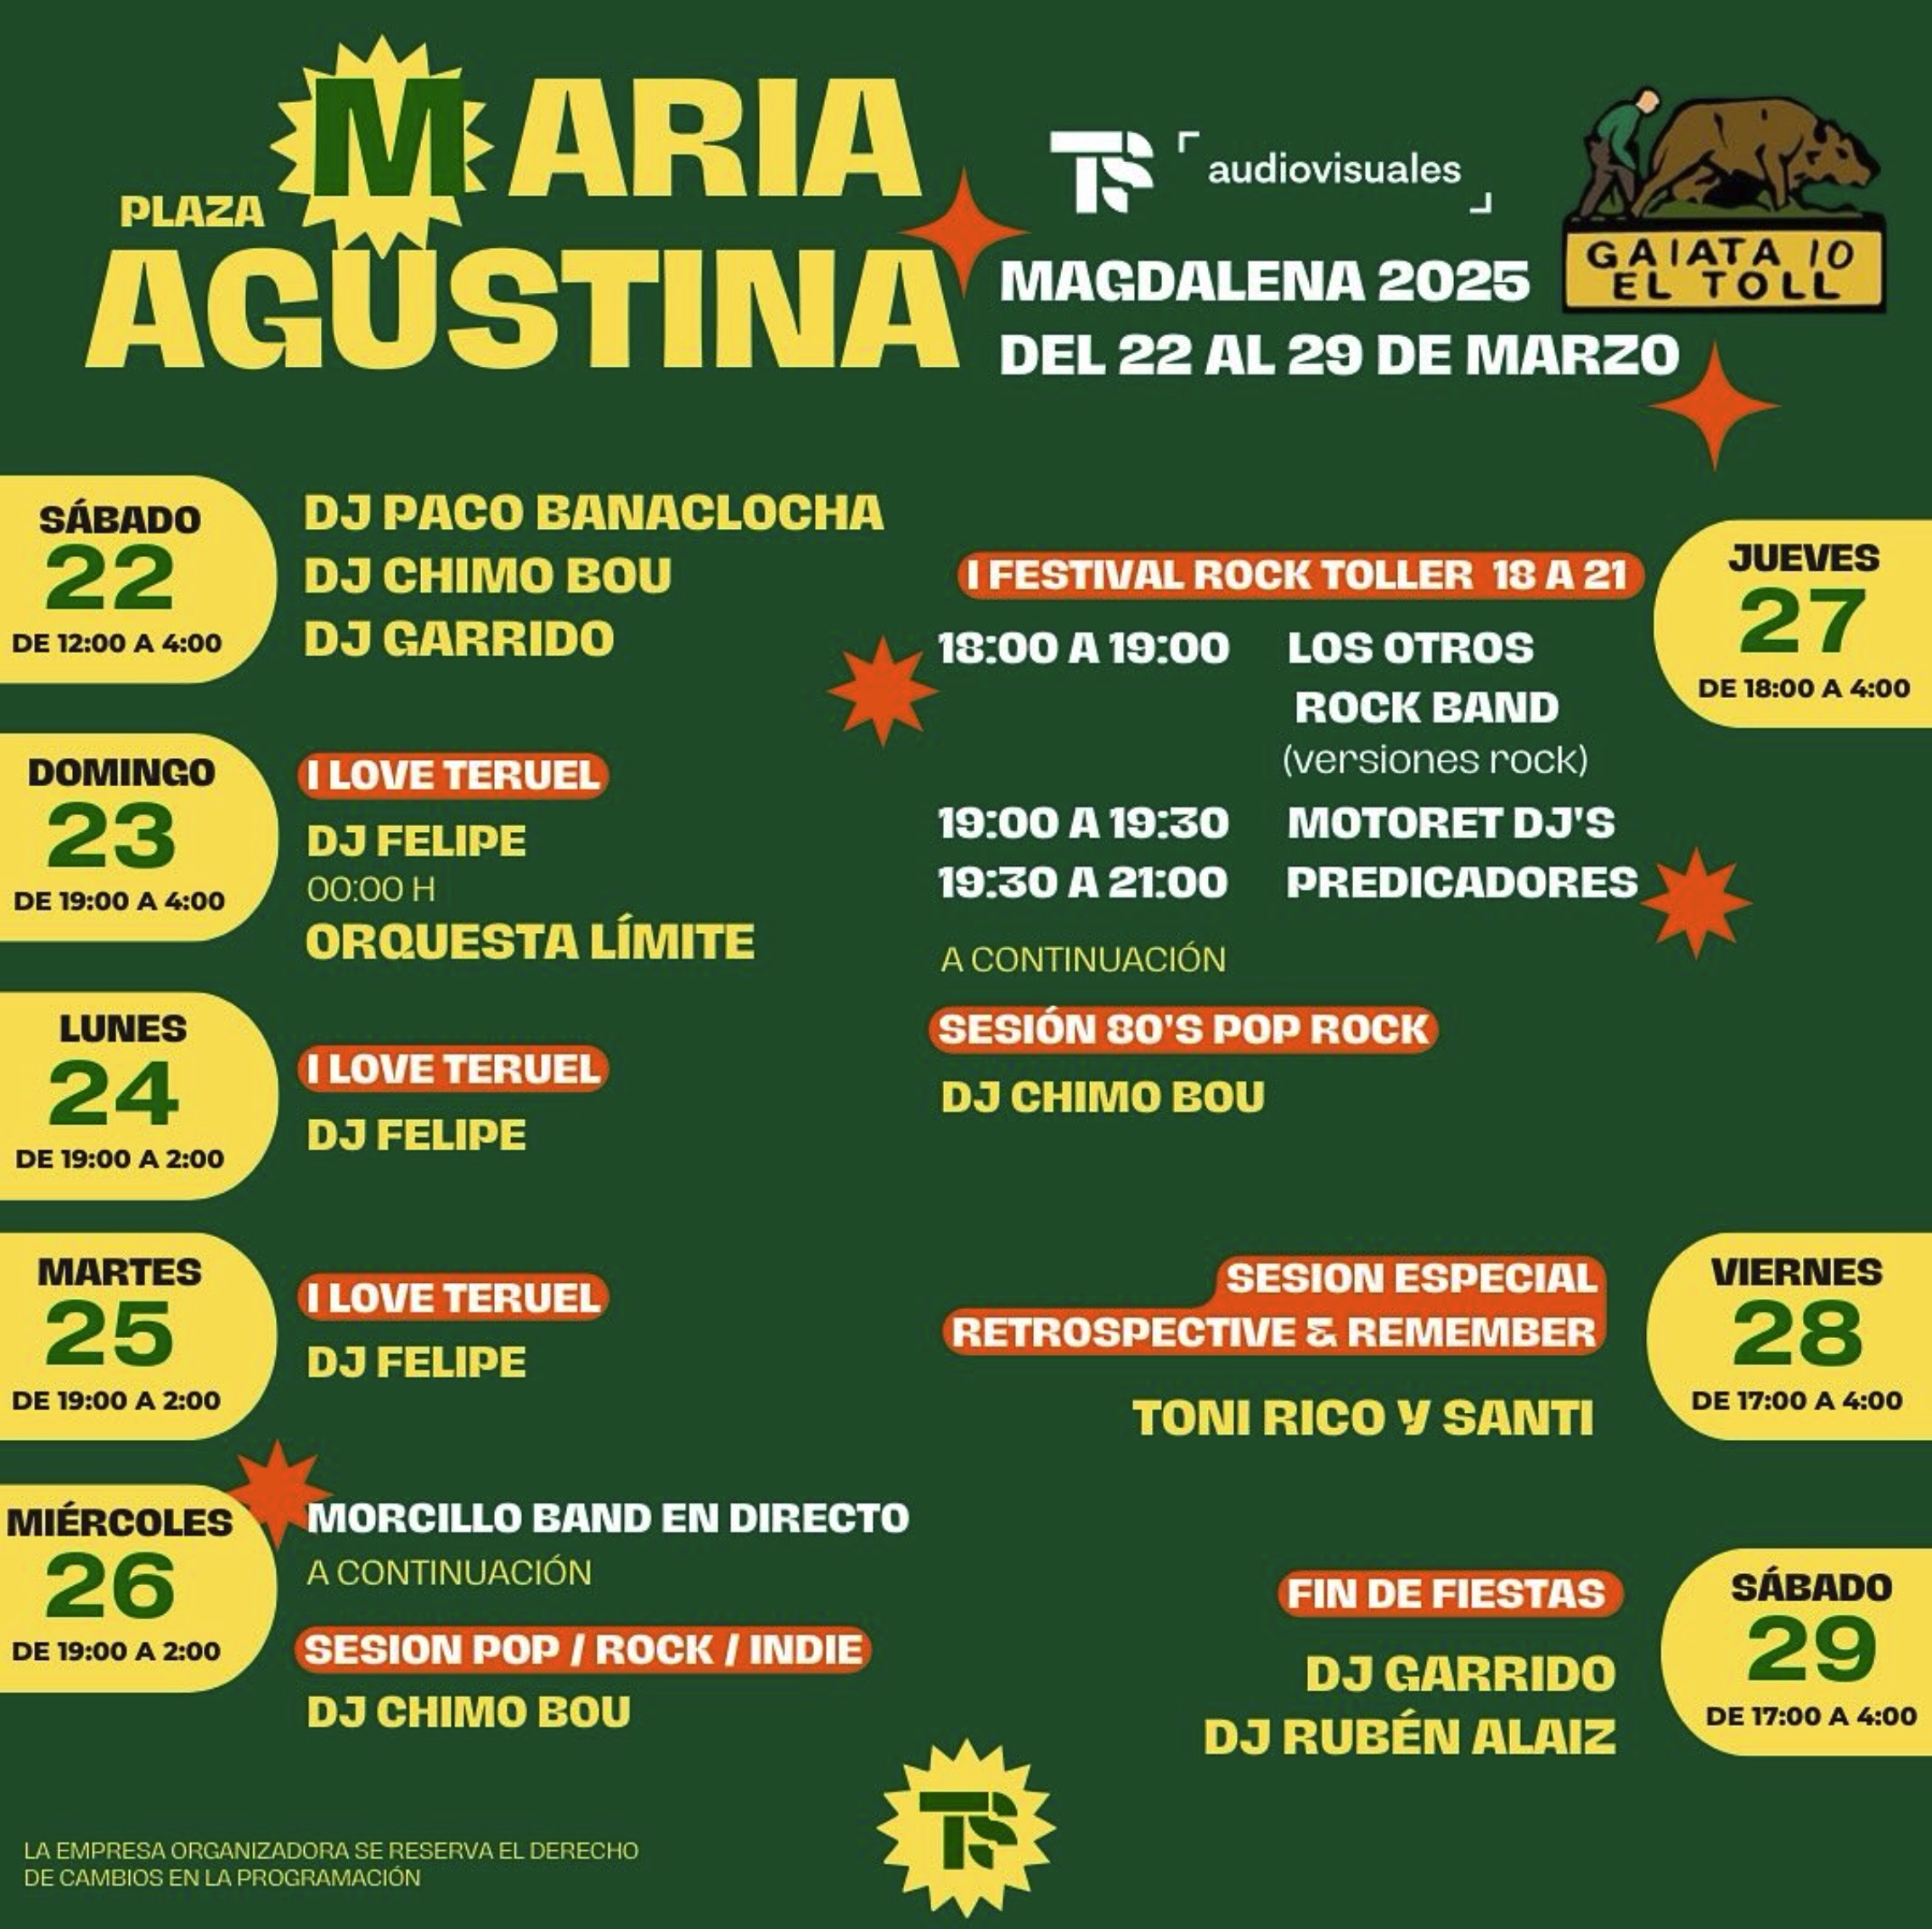 PLAZA
MARIA
AGUSTINA
TS audiovisuales
MAGDALENA 2025
DEL 22 AL 29 DE MARZO
GAIATA 10
EL TOLL
SÁBADO
22
DE 12:00 A 4:00
DJ PACO BANACLOCHA
DJ CHIMO BOU
DJ GARRIDO
DOMINGO
23
DE 19:00 A 4:00
I LOVE TERUEL
DJ FELIPE
00:00 H
ORQUESTA LÍMITE
LUNES
24
DE 19:00 A 2:00
I LOVE TERUEL
DJ FELIPE
MARTES
25
DE 19:00 A 2:00
I LOVE TERUEL
DJ FELIPE
MIÉRCOLES
26
DE 19:00 A 2:00
MORCILLO BAND EN DIRECTO
A CONTINUACIÓN
SESION POP / ROCK / INDIE
DJ CHIMO BOU
JUEVES
27
DE 18:00 A 4:00
I FESTIVAL ROCK TOLLER 18 A 21
18:00 A 19:00 LOS OTROS
ROCK BAND
(versiones rock)
19:00 A 19:30 MOTORET DJ'S
19:30 A 21:00 PREDICADORES
A CONTINUACIÓN
SESIÓN 80'S POP ROCK
DJ CHIMO BOU
VIERNES
28
DE 17:00 A 4:00
SESION ESPECIAL
RETROSPECTIVE & REMEMBER
TONI RICO Y SANTI
SÁBADO
29
DE 17:00 A 4:00
FIN DE FIESTAS
DJ GARRIDO
DJ RUBÉN ALAIZ
TS
LA EMPRESA ORGANIZADORA SE RESERVA EL DERECHO
DE CAMBIOS EN LA PROGRAMACIÓN